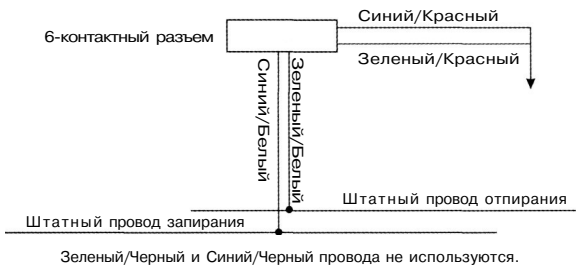 Синий/Красный
6-контактный разъем
Зеленый/Красный
Синий/Белый
Зеленый/Белый
Штатный провод отпирания
Штатный провод запирания
Зеленый/Черный и Синий/Черный провода не используются.